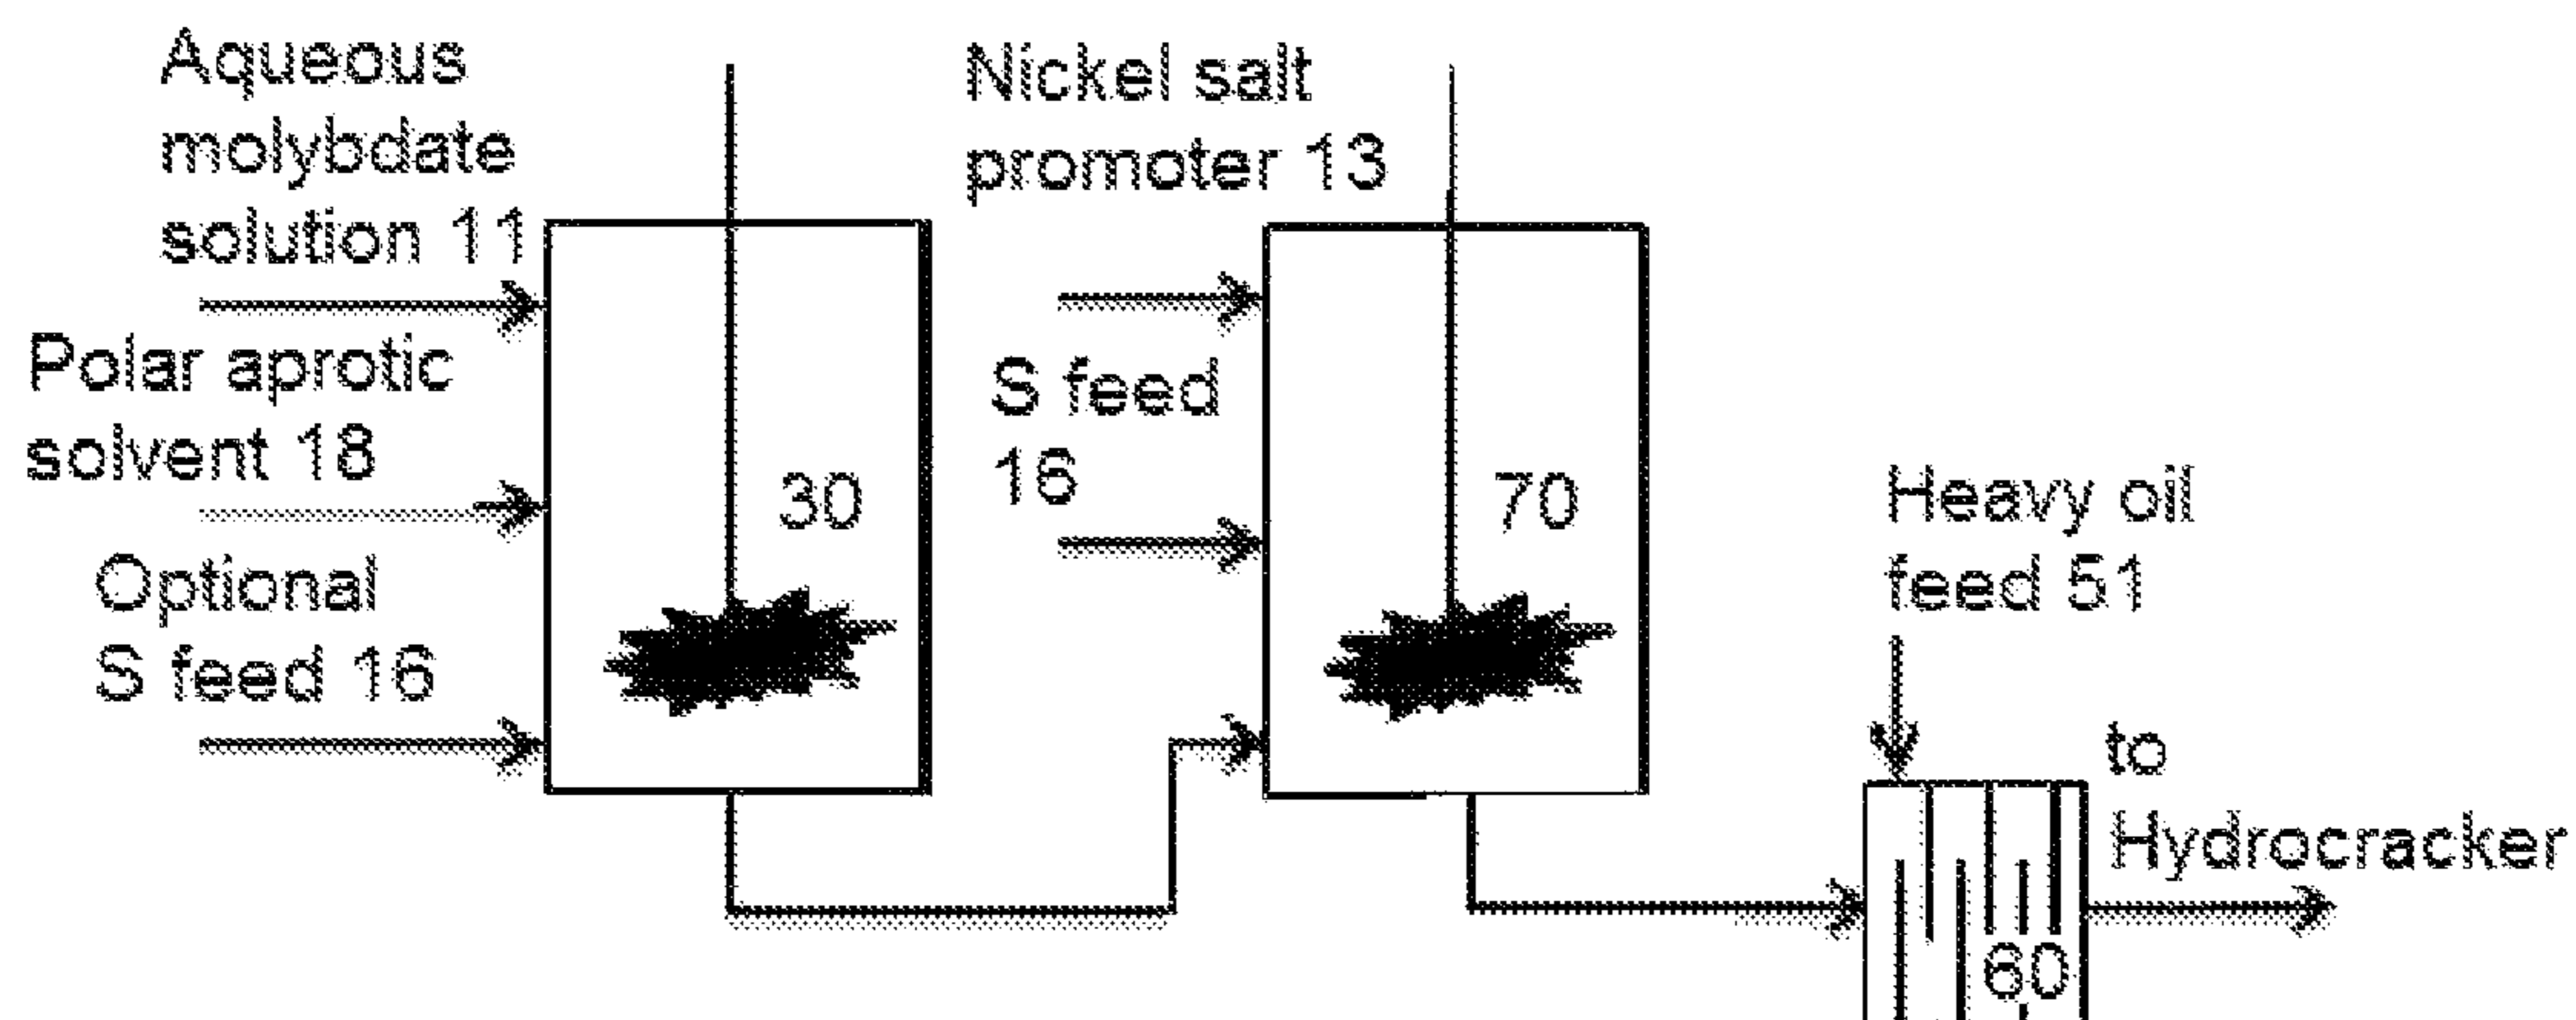 Aqueous
molybdate
solution 11
Polar aprotic
solvent 18
Optional
S feed 16
30
Nickel salt
promoter 13
S feed
16
70
Heavy oil
feed 51
to
Hydrocracker
60